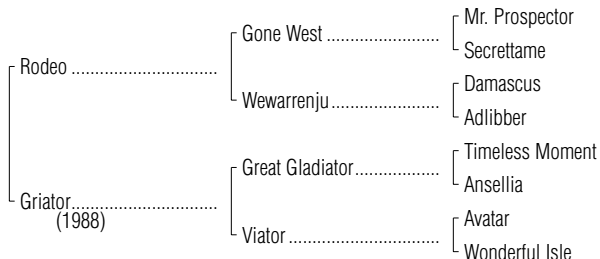 Mr. Prospector
Gone West ....................
Secrettame
Rodeo ..........................
Damascus
Wewarrenju...................
Adlibber
Timeless Moment
Great Gladiator...............
Ansellia
Griator..........................
(1988)
Avatar
Viator ...........................
Wonderful Isle